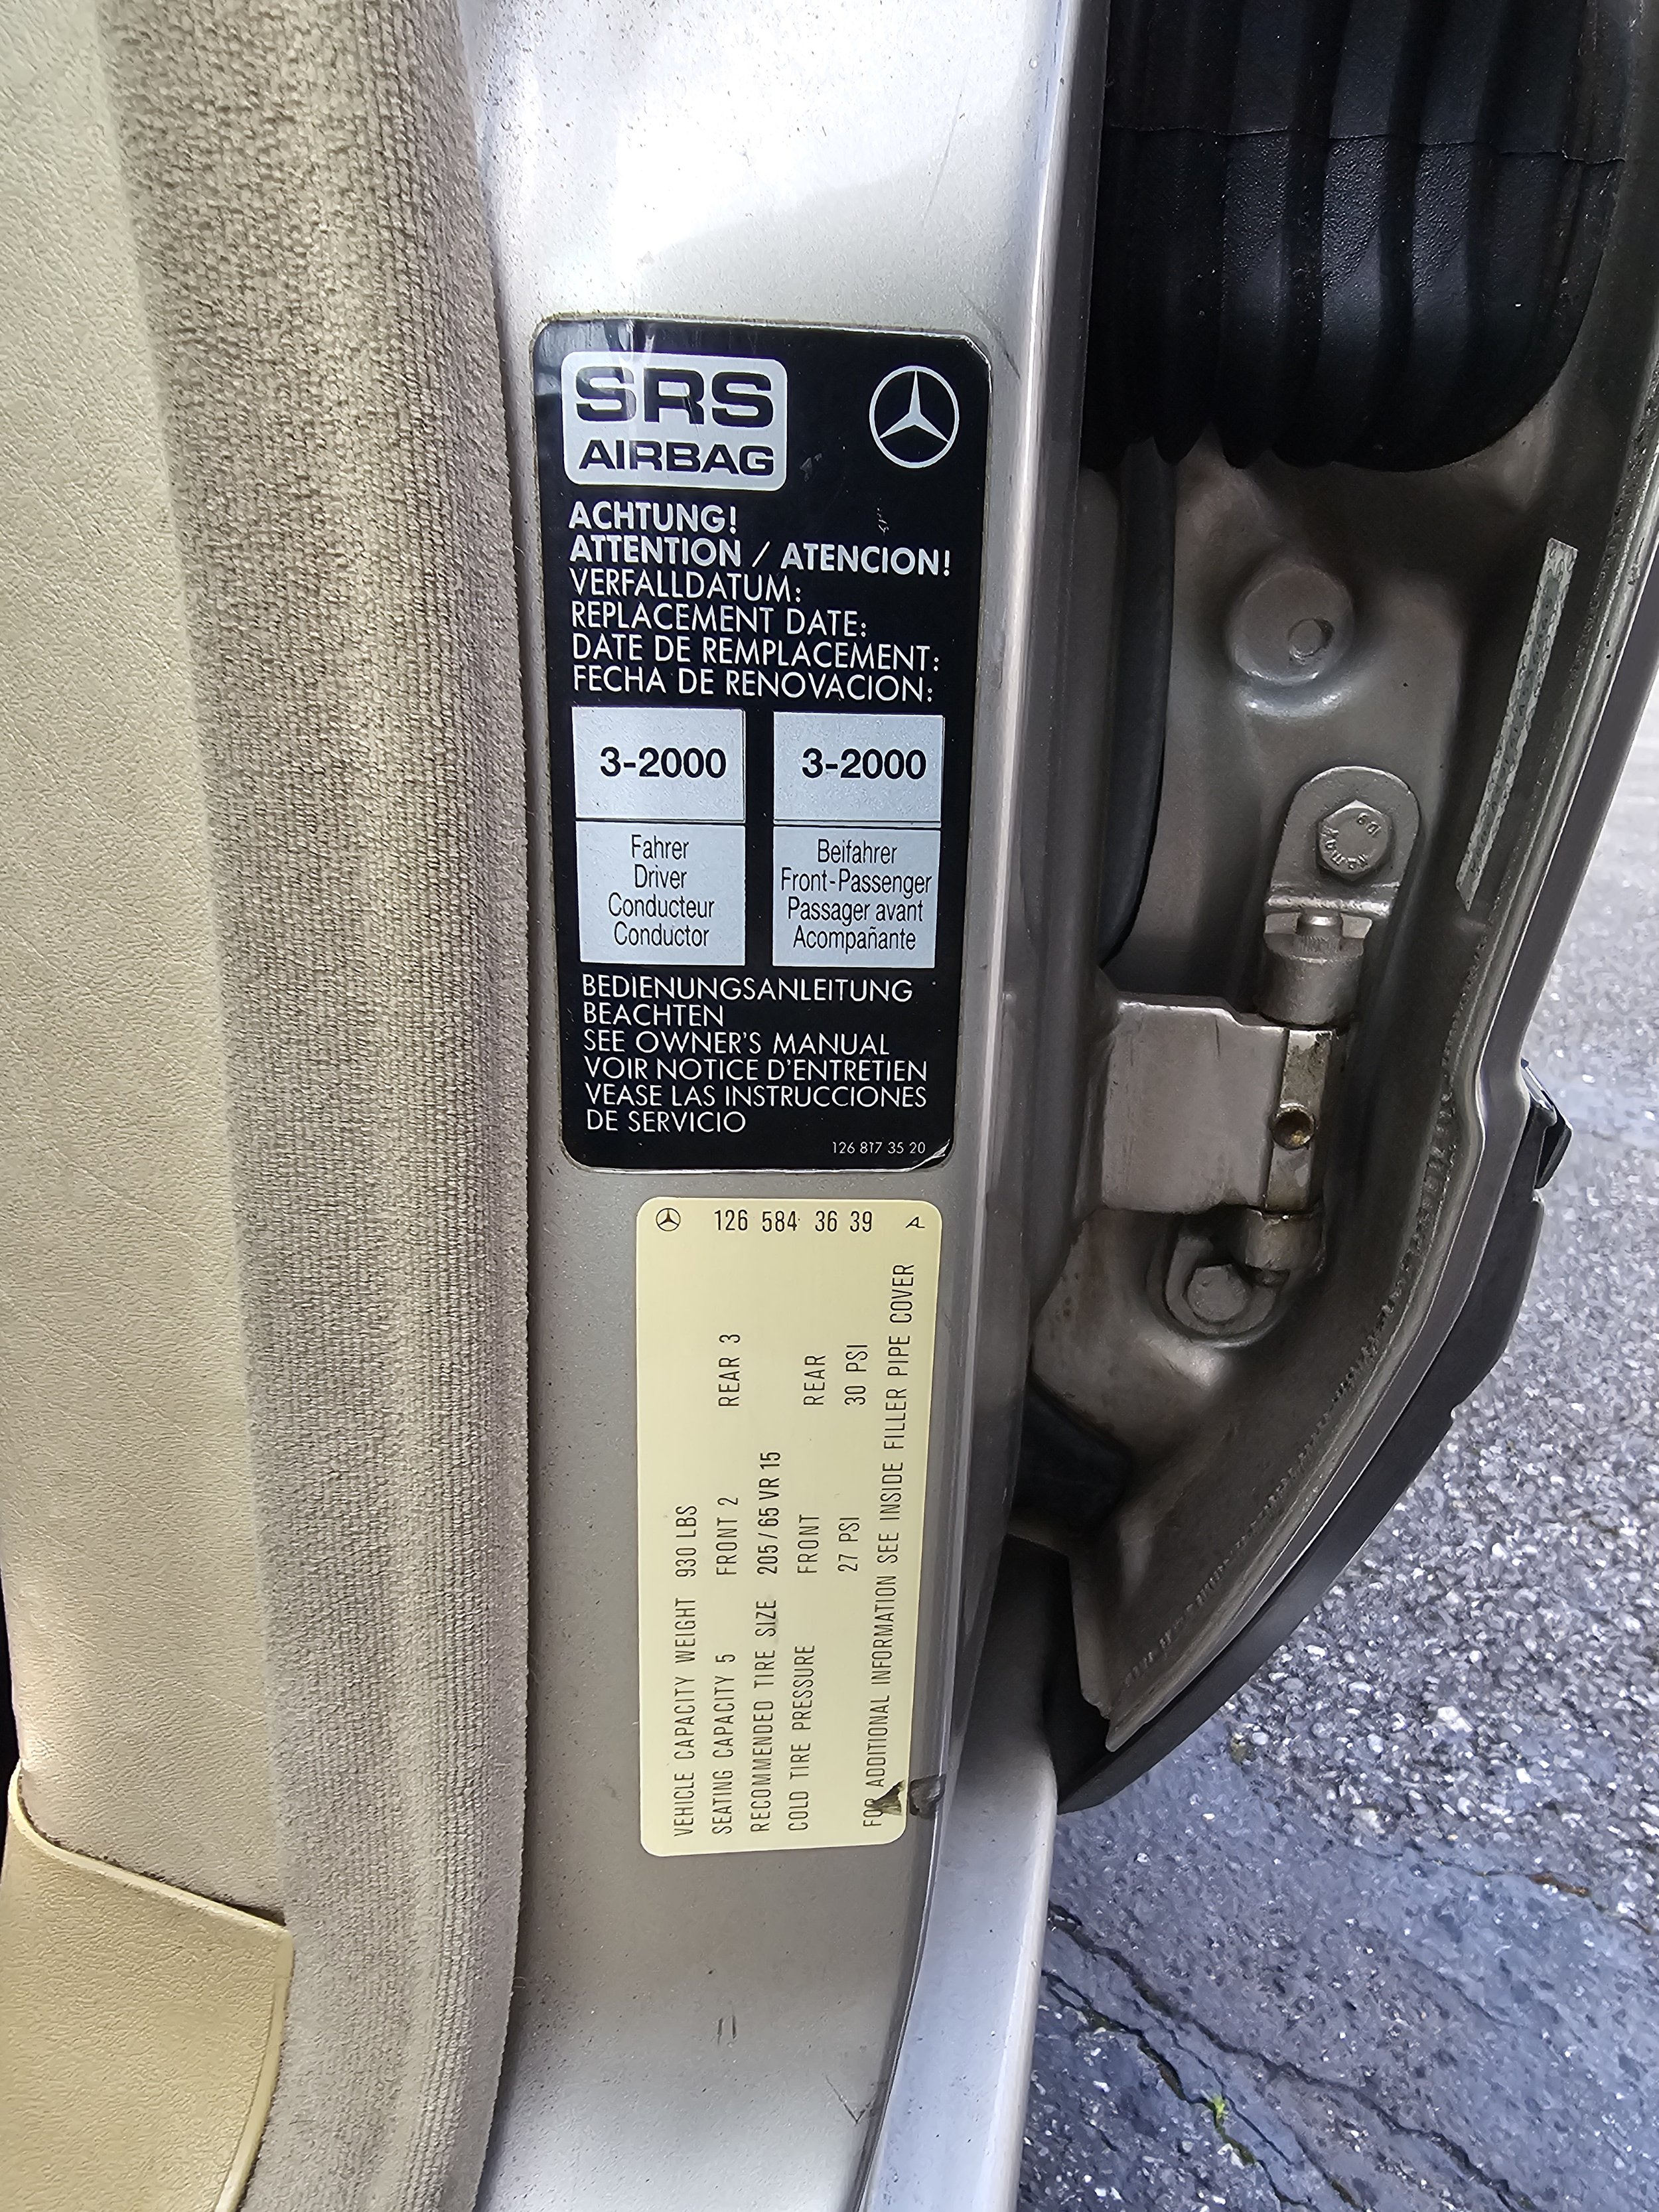 SRS
AIRBAG
ACHTUNG!
ATTENTION / ATENCION!
VERFALLDATUM:
REPLACEMENT DATE:
DATE DE REMPLACEMENT:
FECHA DE RENOVACION:
3-2000 3-2000
Fahrer
Driver
Conducteur
Conductor
Beifahrer
Front-Passenger
Passager avant
Acompañante
BEDIENUNGSANLEITUNG
BEACHTEN
SEE OWNER'S MANUAL
VOIR NOTICE D'ENTRETIEN
VEASE LAS INSTRUCCIONES
DE SERVICIO
126 817 35 20
126 584 36 39 A
VEHICLE CAPACITY WEIGHT 930 LBS
SEATING CAPACITY 5 FRONT 2 REAR 3
RECOMMENDED TIRE SIZE 205/65 VR 15
COLD TIRE PRESSURE FRONT REAR
27 PSI 30 PSI
FOR ADDITIONAL INFORMATION SEE INSIDE FILLER PIPE COVER